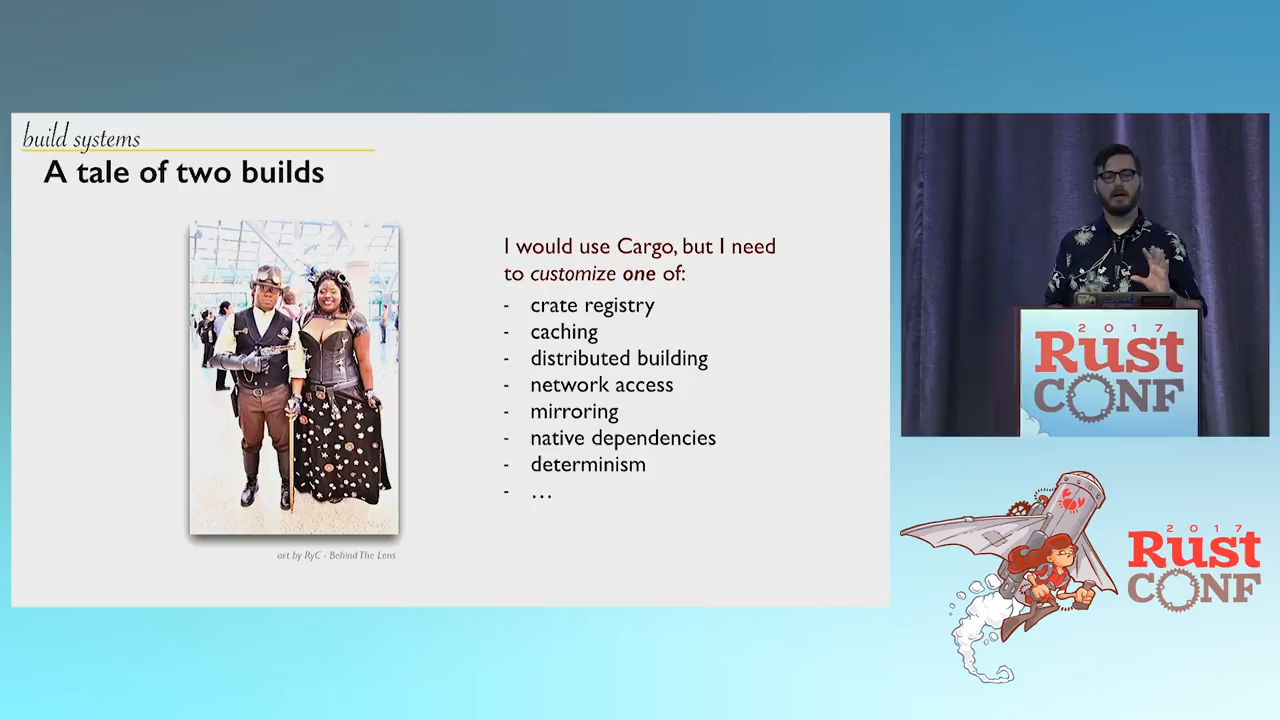 build systems
A tale of two builds
I would use Cargo, but I need
to customize one of:
- crate registry
- caching
- distributed building
- network access
- mirroring
- native dependencies
- determinism
- …
art by RyC - Behind The Lens
2017
Rust
CONF
2017
Rust
CONF